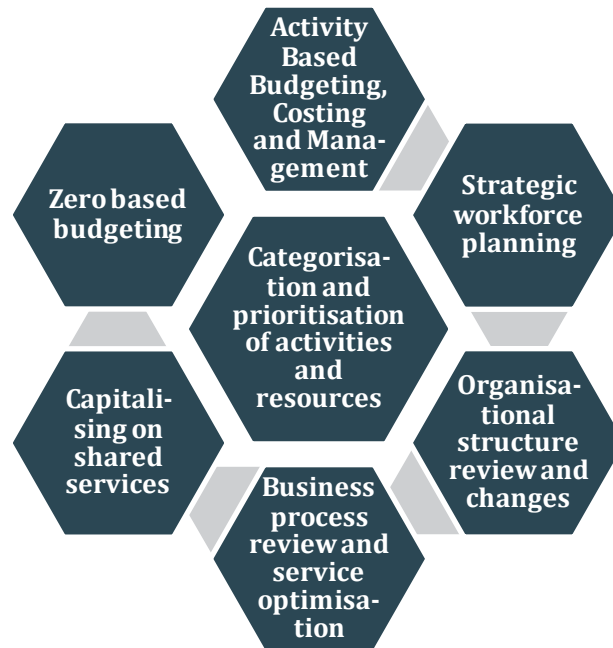 Activity
Based
Budgeting,
Costing
and Mana-
gement
Zero based
budgeting
Strategic
workforce
planning
Categorisa-
tion and
prioritisation
of activities
and
resources
Capitali-
sing on
shared
services
Organisa-
tional
structure
review and
changes
Business
process
review and
service
optimisa-
tion